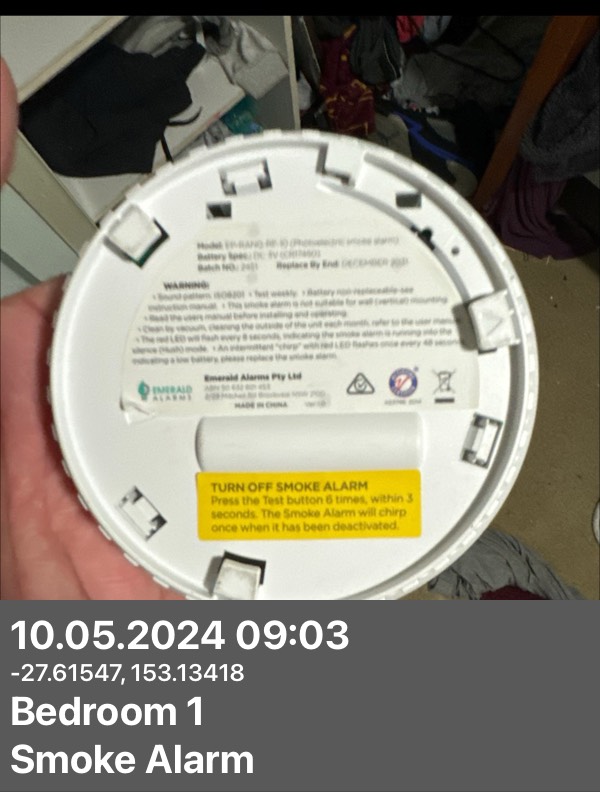 Model: EM-RANQ-RF-10 (Photoelectric smoke alarm)
Battery Spec.: DC 3V (CR17450)
Batch NO.: 2451 Replace By End: DECEMBER 2031
WARNING:
• Sound pattern: ISO8201 • Test weekly. • Battery non-replaceable-see
instruction manual. • This smoke alarm is not suitable for wall (vertical) mounting.
• Read the users manual before installing and operating.
• Clean by vacuum, cleaning the outside of the unit each month, refer to the user
• The red LED will flash every 8 seconds, indicating the smoke alarm is running into the
silence (Hush) mode. • An intermittent "chirp" with red LED flashes once every 48
indicating a low battery, please replace the smoke alarm.
Emerald Alarms Pty Ltd
EMERALD
ALARMS
MADE IN CHINA
TURN OFF SMOKE ALARM
Press the Test button 6 times, within 3
seconds. The Smoke Alarm will chirp
once when it has been deactivated.
10.05.2024 09:03
-27.61547, 153.13418
Bedroom 1
Smoke Alarm